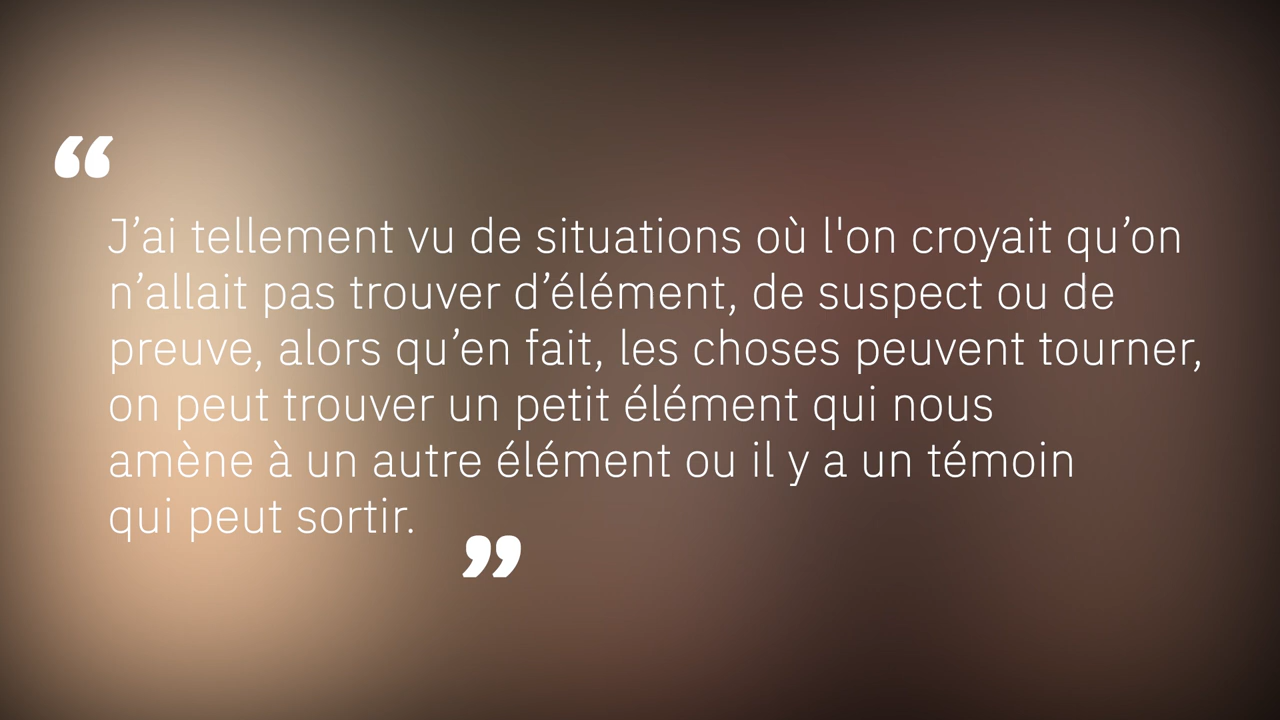 “
J’ai tellement vu de situations où l'on croyait qu’on
n’allait pas trouver d’élément, de suspect ou de
preuve, alors qu’en fait, les choses peuvent tourner,
on peut trouver un petit élément qui nous
amène à un autre élément ou il y a un témoin
qui peut sortir.
”